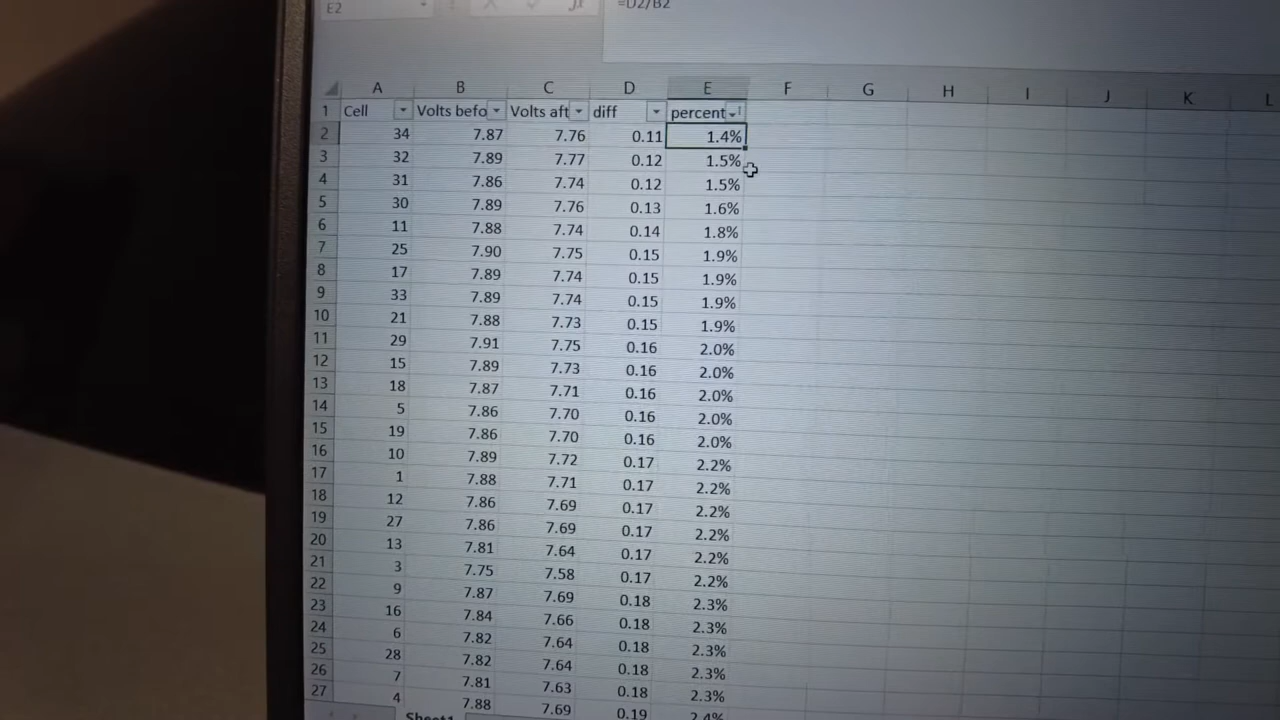 E2 =D2/B2
A B C D E F G H I J K L
1 Cell Volts befo Volts aft diff percent
2 34 7.87 7.76 0.11 1.4%
3 32 7.89 7.77 0.12 1.5%
4 31 7.86 7.74 0.12 1.5%
5 30 7.89 7.76 0.13 1.6%
6 11 7.88 7.74 0.14 1.8%
7 25 7.90 7.75 0.15 1.9%
8 17 7.89 7.74 0.15 1.9%
9 33 7.89 7.74 0.15 1.9%
10 21 7.88 7.73 0.15 1.9%
11 29 7.91 7.75 0.16 2.0%
12 15 7.89 7.73 0.16 2.0%
13 18 7.87 7.71 0.16 2.0%
14 5 7.86 7.70 0.16 2.0%
15 19 7.86 7.70 0.16 2.0%
16 10 7.89 7.72 0.17 2.2%
17 1 7.88 7.71 0.17 2.2%
18 12 7.86 7.69 0.17 2.2%
19 27 7.86 7.69 0.17 2.2%
20 13 7.81 7.64 0.17 2.2%
21 3 7.75 7.58 0.17 2.2%
22 9 7.87 7.69 0.18 2.3%
23 16 7.84 7.66 0.18 2.3%
24 6 7.82 7.64 0.18 2.3%
25 28 7.82 7.64 0.18 2.3%
26 7 7.81 7.63 0.18 2.3%
27 4 7.88 7.69 0.19 2.4%
Sheet1